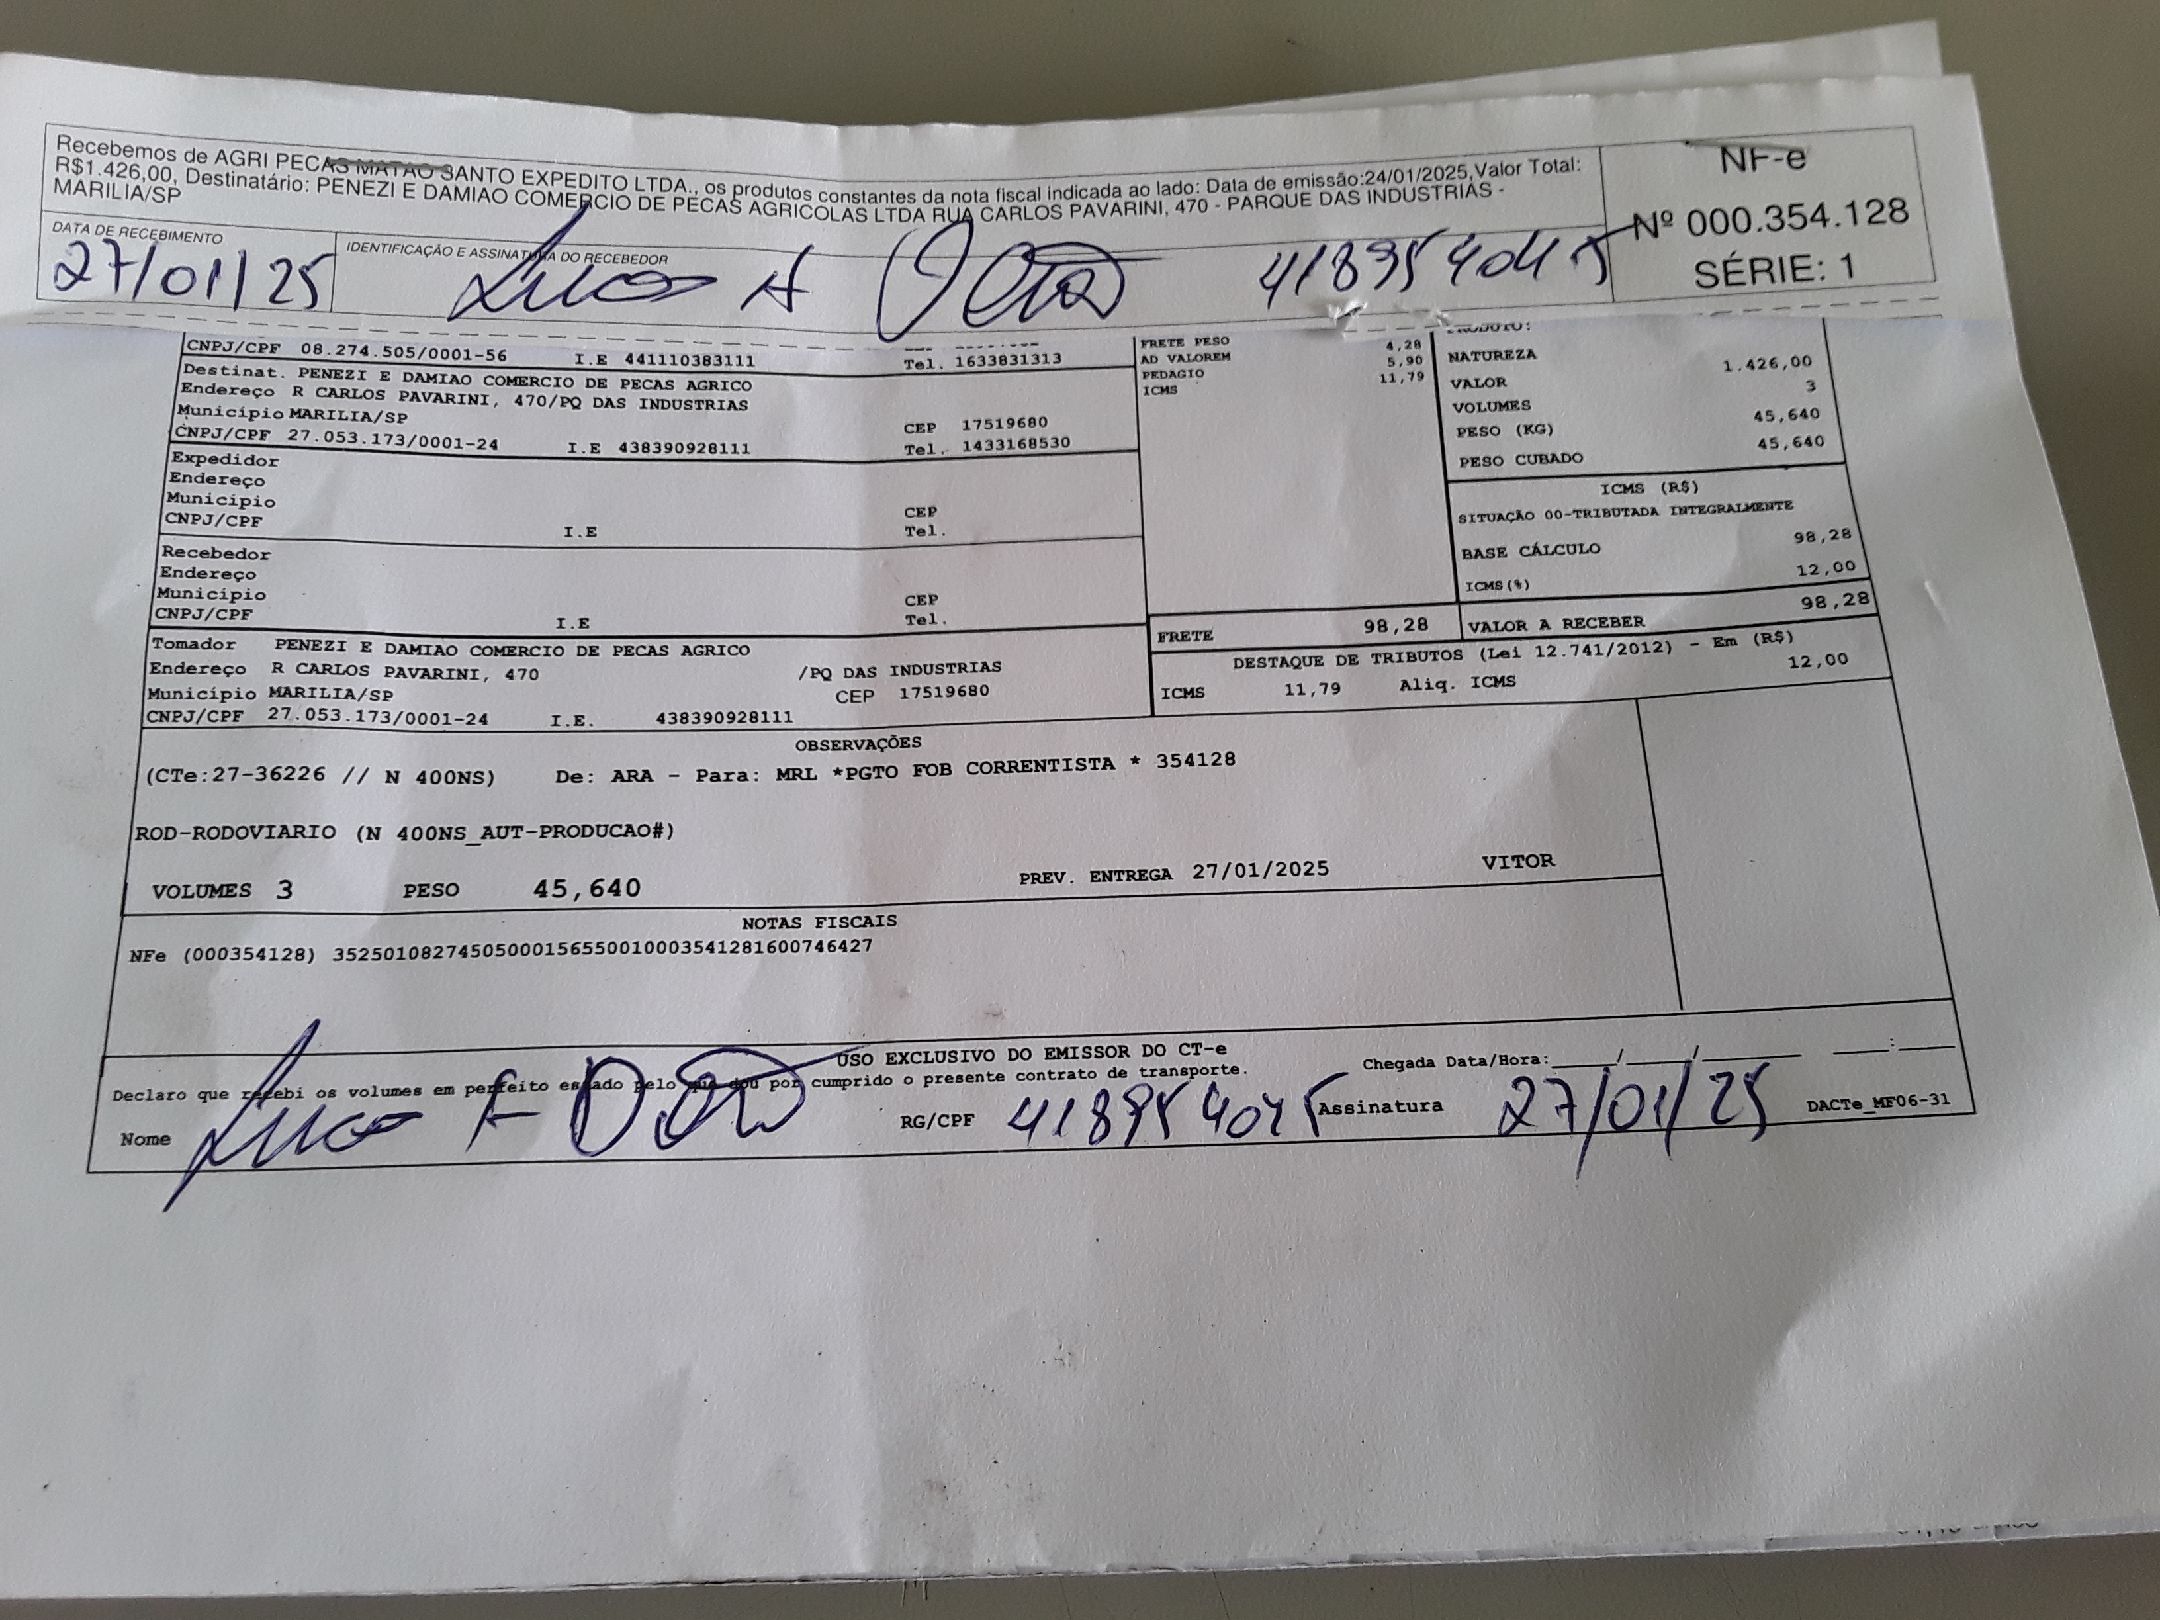 Recebemos de AGRI PECAS MATAO SANTO EXPEDITO LTDA., os produtos constantes da nota fiscal indicada ao lado: Data de emissão:24/01/2025,Valor Total:
R$1.426,00, Destinatário: PENEZI E DAMIAO COMERCIO DE PECAS AGRICOLAS LTDA RUA CARLOS PAVARINI, 470 - PARQUE DAS INDUSTRIAS -
MARILIA/SP
NF-e
Nº 000.354.128
SÉRIE: 1
DATA DE RECEBIMENTO
27/01/25
IDENTIFICAÇÃO E ASSINATURA DO RECEBEDOR
CNPJ/CPF 08.274.505/0001-56 I.E 441110383111 Tel. 1633831313
Destinat. PENEZI E DAMIAO COMERCIO DE PECAS AGRICO
Endereço R CARLOS PAVARINI, 470/PQ DAS INDUSTRIAS
Município MARILIA/SP CEP 17519680
CNPJ/CPF 27.053.173/0001-24 I.E 438390928111 Tel. 1433168530
Expedidor
Endereço
Município CEP
CNPJ/CPF I.E Tel.
Recebedor
Endereço
Município CEP
CNPJ/CPF I.E Tel.
Tomador PENEZI E DAMIAO COMERCIO DE PECAS AGRICO
Endereço R CARLOS PAVARINI, 470 /PQ DAS INDUSTRIAS
Município MARILIA/SP CEP 17519680
CNPJ/CPF 27.053.173/0001-24 I.E. 438390928111
FRETE PESO 4,28
AD VALOREM 5,90
PEDAGIO 11,79
ICMS
FRETE 98,28
PRODUTO:
NATUREZA
VALOR 1.426,00
VOLUMES 3
PESO (KG) 45,640
PESO CUBADO 45,640
ICMS (R$)
SITUAÇÃO 00-TRIBUTADA INTEGRALMENTE
BASE CÁLCULO 98,28
ICMS(%) 12,00
VALOR A RECEBER 98,28
DESTAQUE DE TRIBUTOS (Lei 12.741/2012) - Em (R$)
ICMS 11,79 Aliq. ICMS 12,00
OBSERVAÇÕES
(CTe:27-36226 // N 400NS) De: ARA - Para: MRL *PGTO FOB CORRENTISTA * 354128
ROD-RODOVIARIO (N 400NS_AUT-PRODUCAO#)
VOLUMES 3 PESO 45,640 PREV. ENTREGA 27/01/2025 VITOR
NOTAS FISCAIS
NFe (000354128) 35250108274505000156550010003541281600746427
USO EXCLUSIVO DO EMISSOR DO CT-e
Declaro que recebi os volumes em perfeito estado pelo que dou por cumprido o presente contrato de transporte.
Chegada Data/Hora:____/____/______ ___:___
Nome RG/CPF Assinatura 27/01/25 DACTe_MF06-31